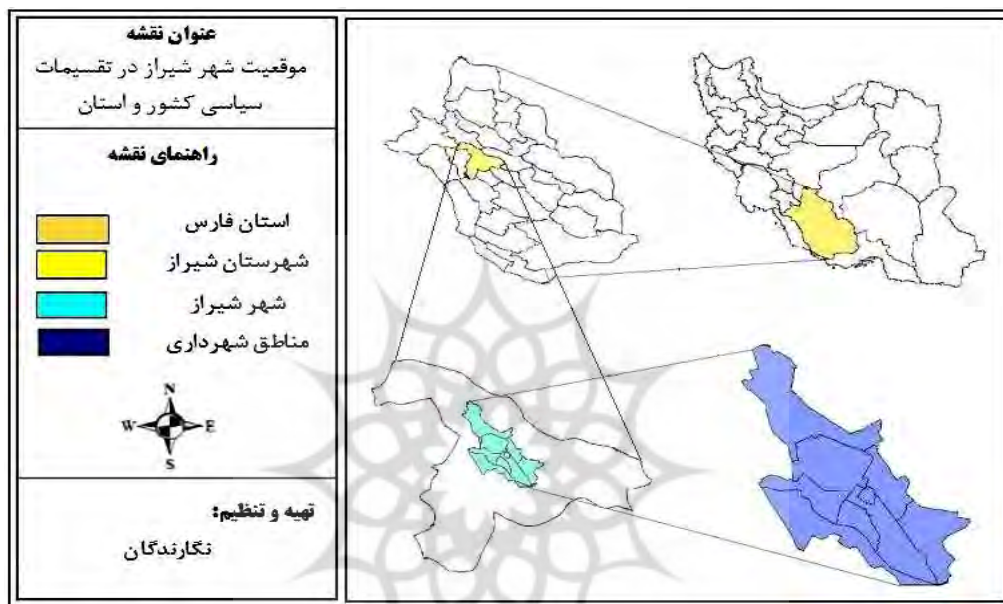 عنوان نقشه
موقعیت شهر شیراز در تقسیمات
سیاسی کشور و استان
راهنمای نقشه
استان فارس
شهرستان شیراز
شهر شیراز
مناطق شهرداری
N
W E
S
تهیه و تنظیم:
نگارندگان